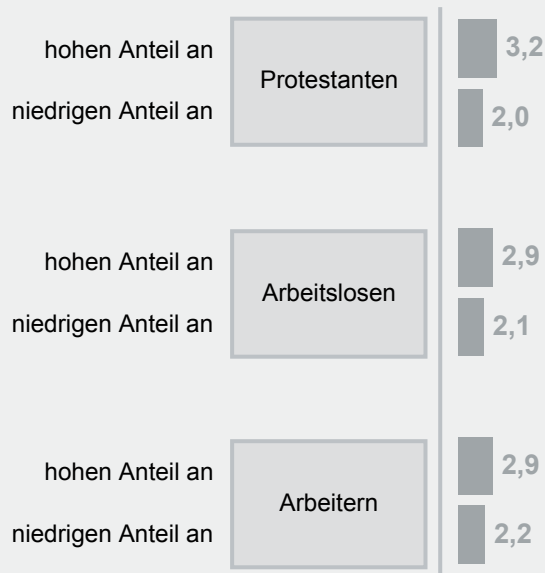 hohen Anteil an
Protestanten
3,2
niedrigen Anteil an
2,0
hohen Anteil an
Arbeitslosen
2,9
niedrigen Anteil an
2,1
hohen Anteil an
Arbeitern
2,9
niedrigen Anteil an
2,2